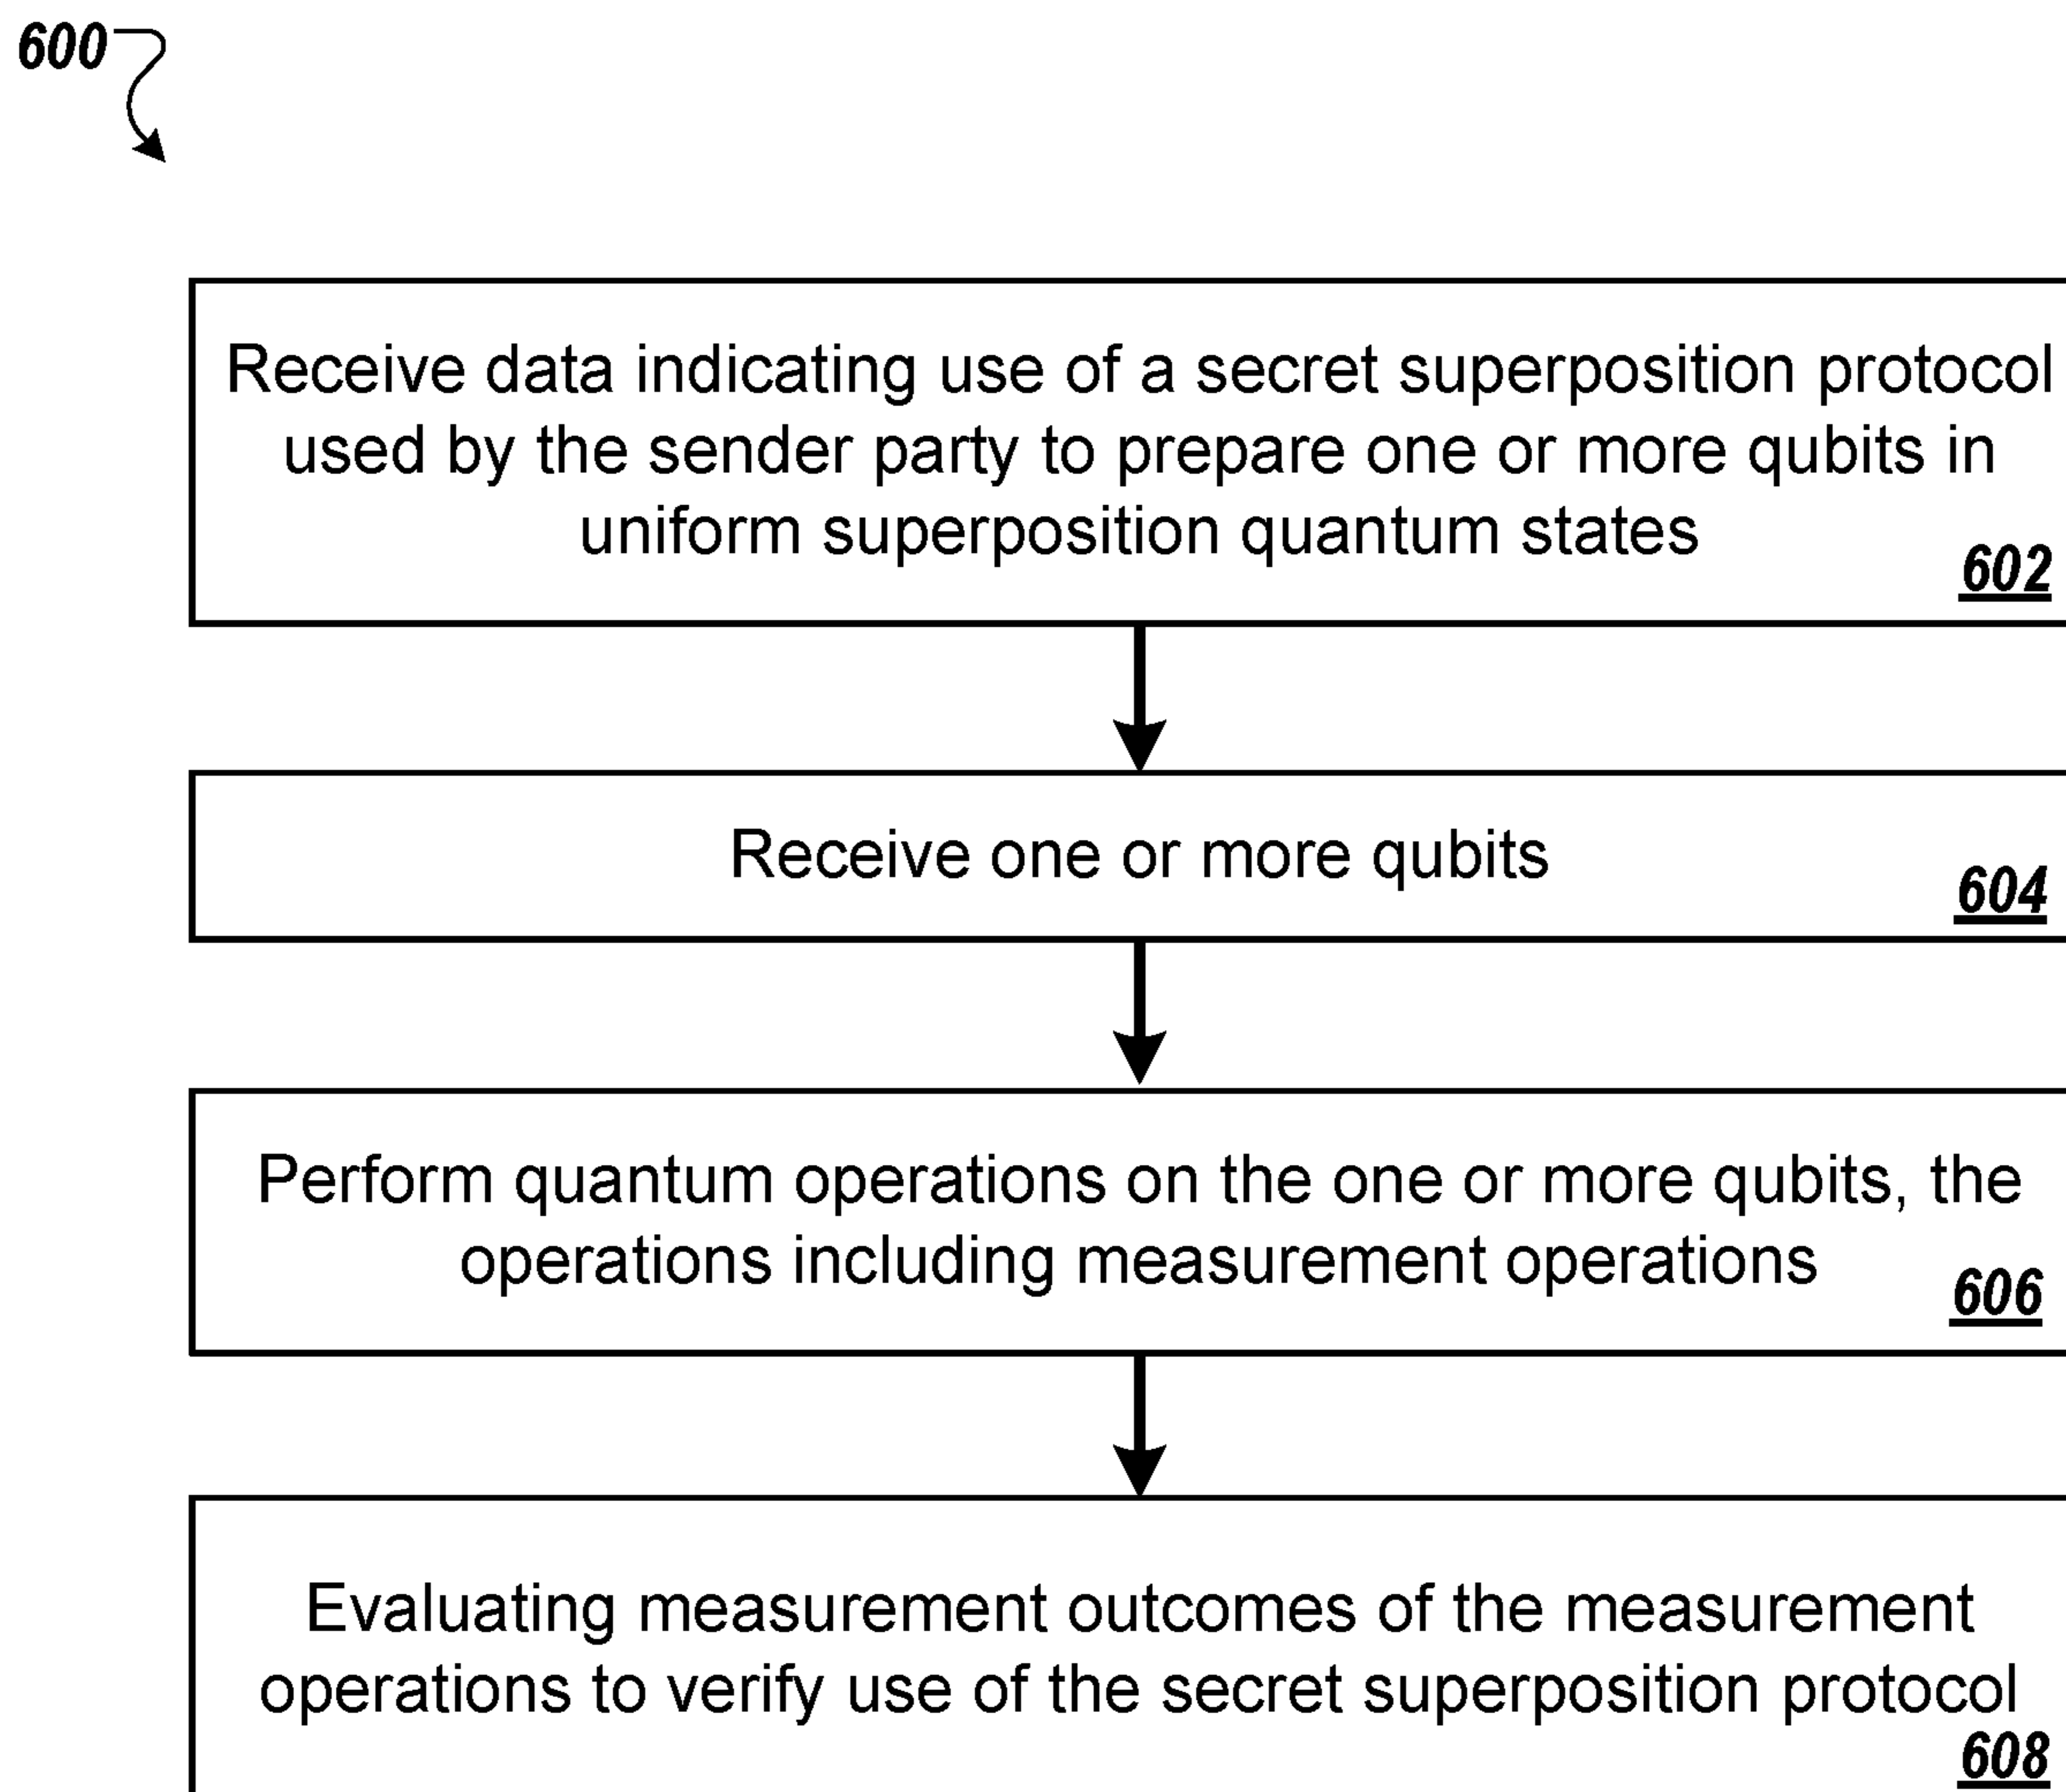 600
Receive data indicating use of a secret superposition protocol
used by the sender party to prepare one or more qubits in
uniform superposition quantum states
602
Receive one or more qubits
604
Perform quantum operations on the one or more qubits, the
operations including measurement operations
606
Evaluating measurement outcomes of the measurement
operations to verify use of the secret superposition protocol
608